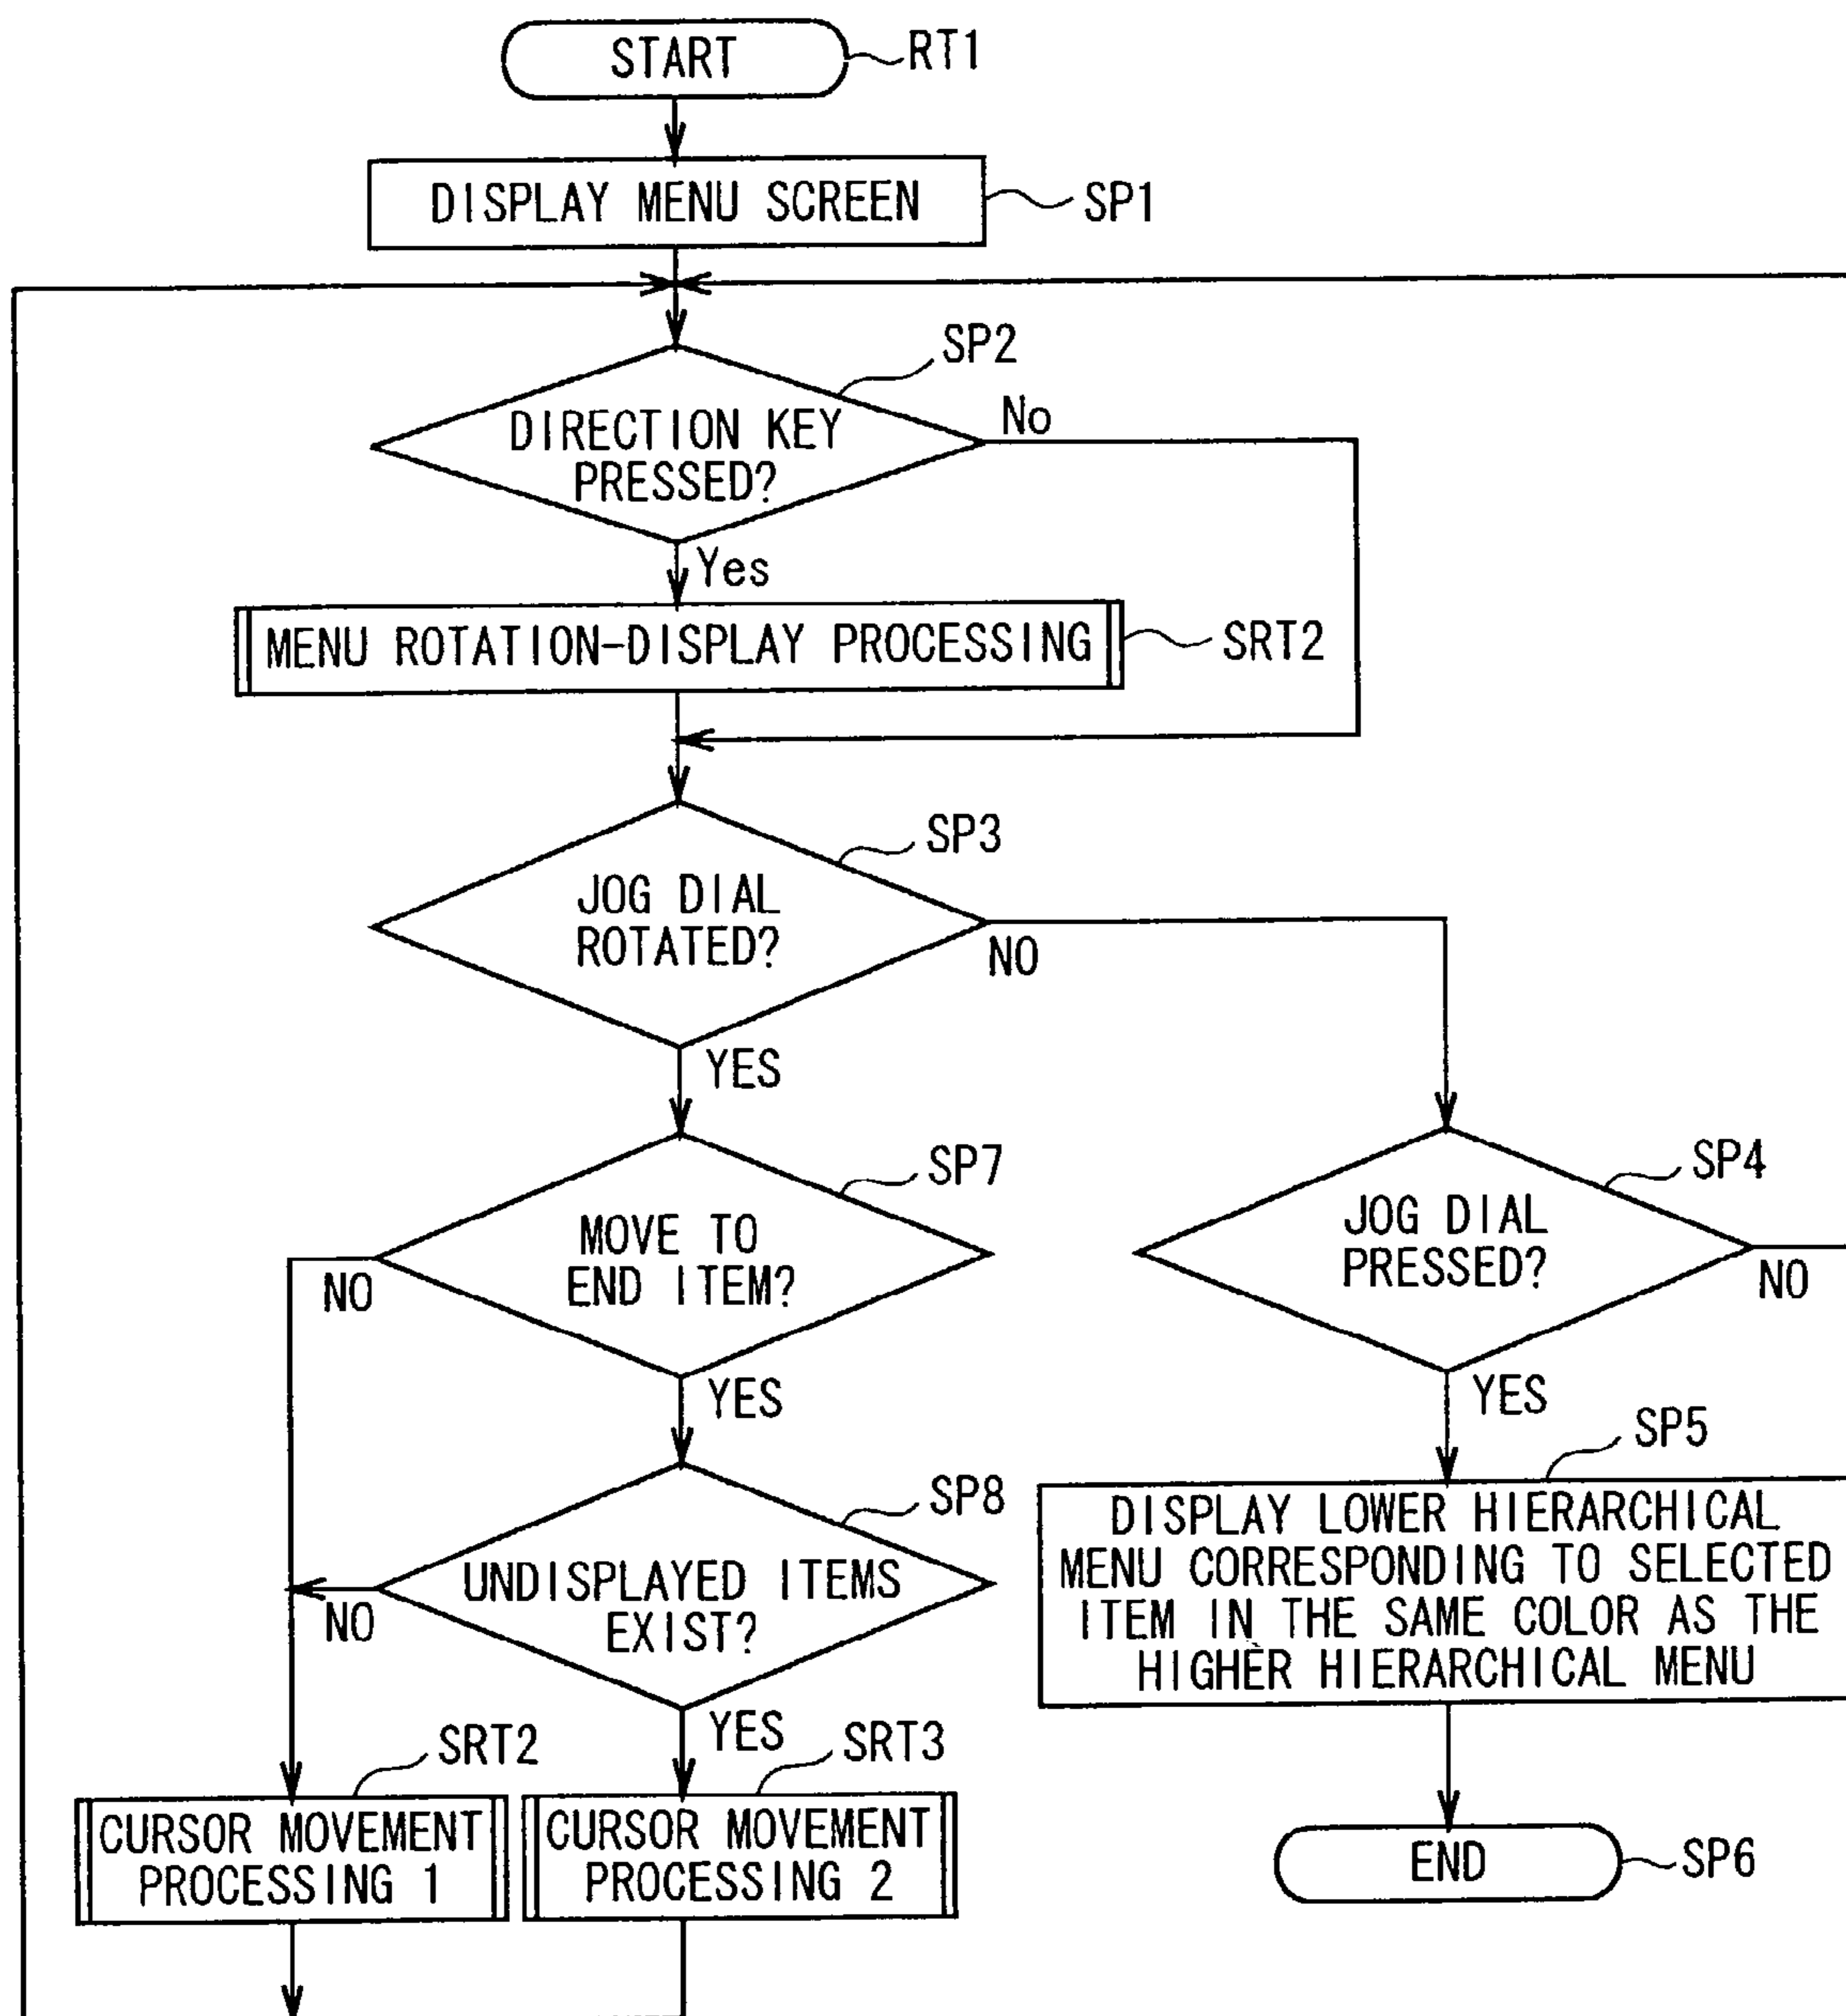 START
RT1
DISPLAY MENU SCREEN
SP1
SP2
DIRECTION KEY
PRESSED?
No
Yes
MENU ROTATION-DISPLAY PROCESSING
SRT2
SP3
JOG DIAL
ROTATED?
NO
YES
SP7
MOVE TO
END ITEM?
NO
YES
SP4
JOG DIAL
PRESSED?
NO
YES
SP8
UNDISPLAYED ITEMS
EXIST?
NO
YES
SP5
DISPLAY LOWER HIERARCHICAL
MENU CORRESPONDING TO SELECTED
ITEM IN THE SAME COLOR AS THE
HIGHER HIERARCHICAL MENU
SRT2
CURSOR MOVEMENT
PROCESSING 1
SRT3
CURSOR MOVEMENT
PROCESSING 2
END
SP6